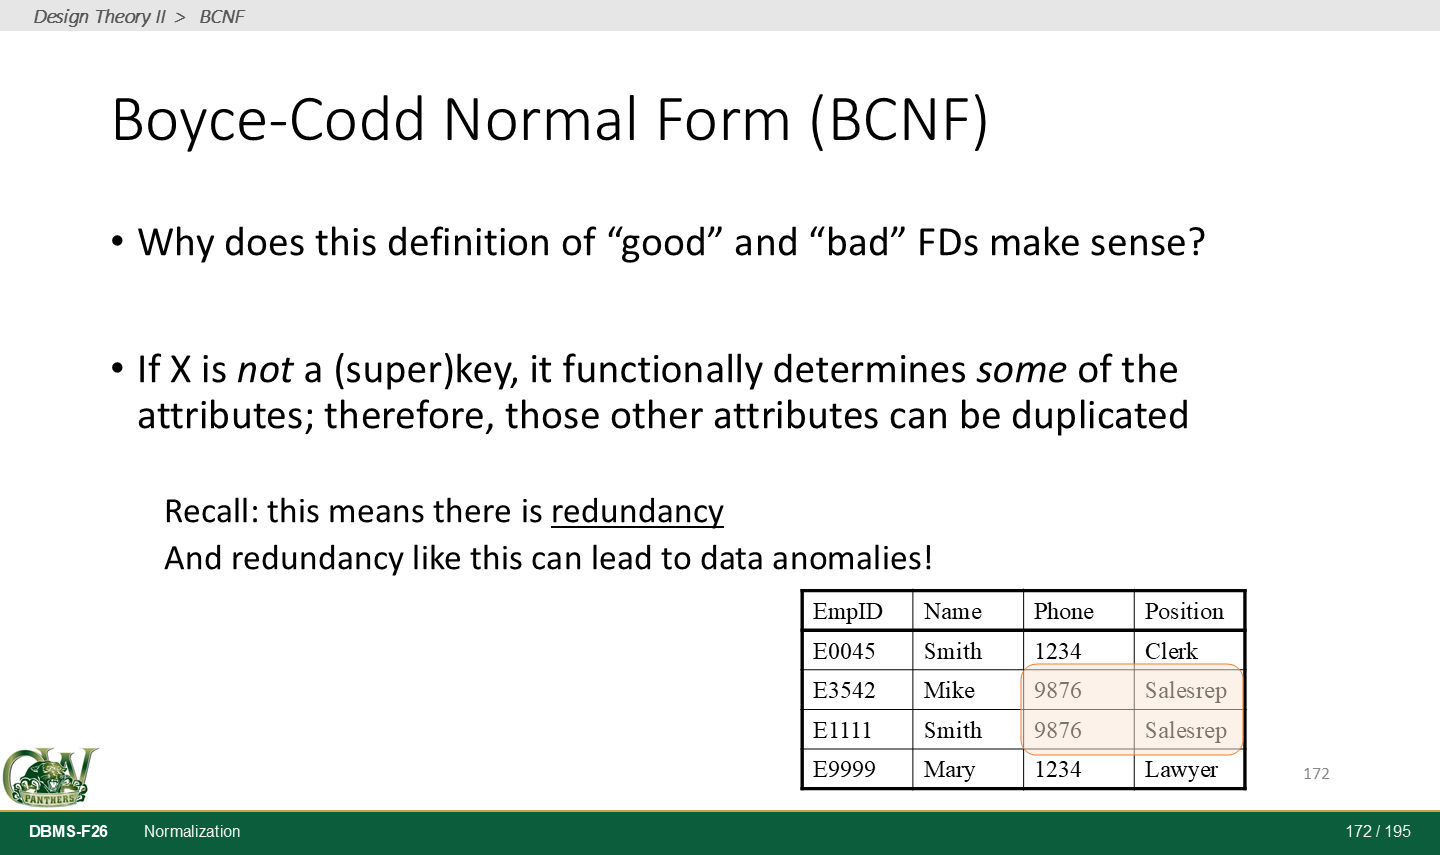 Design Theory II > BCNF
Boyce-Codd Normal Form (BCNF)
• Why does this definition of “good” and “bad” FDs make sense?
• If X is not a (super)key, it functionally determines some of the
attributes; therefore, those other attributes can be duplicated
Recall: this means there is redundancy
And redundancy like this can lead to data anomalies!
EmpID Name Phone Position
E0045 Smith 1234 Clerk
E3542 Mike 9876 Salesrep
E1111 Smith 9876 Salesrep
E9999 Mary 1234 Lawyer
172
OW
PANTHERS
DBMS-F26 Normalization 172 / 195